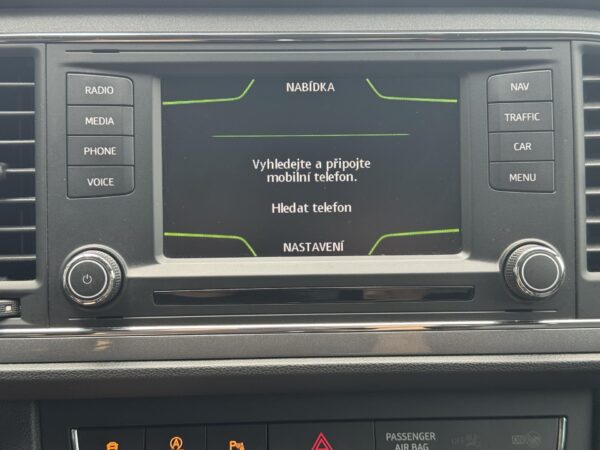 RADIO
MEDIA
PHONE
VOICE
NABÍDKA
Vyhledejte a připojte
mobilní telefon.
Hledat telefon
NASTAVENÍ
NAV
TRAFFIC
CAR
MENU
PASSENGER
AIR BAG
OFF